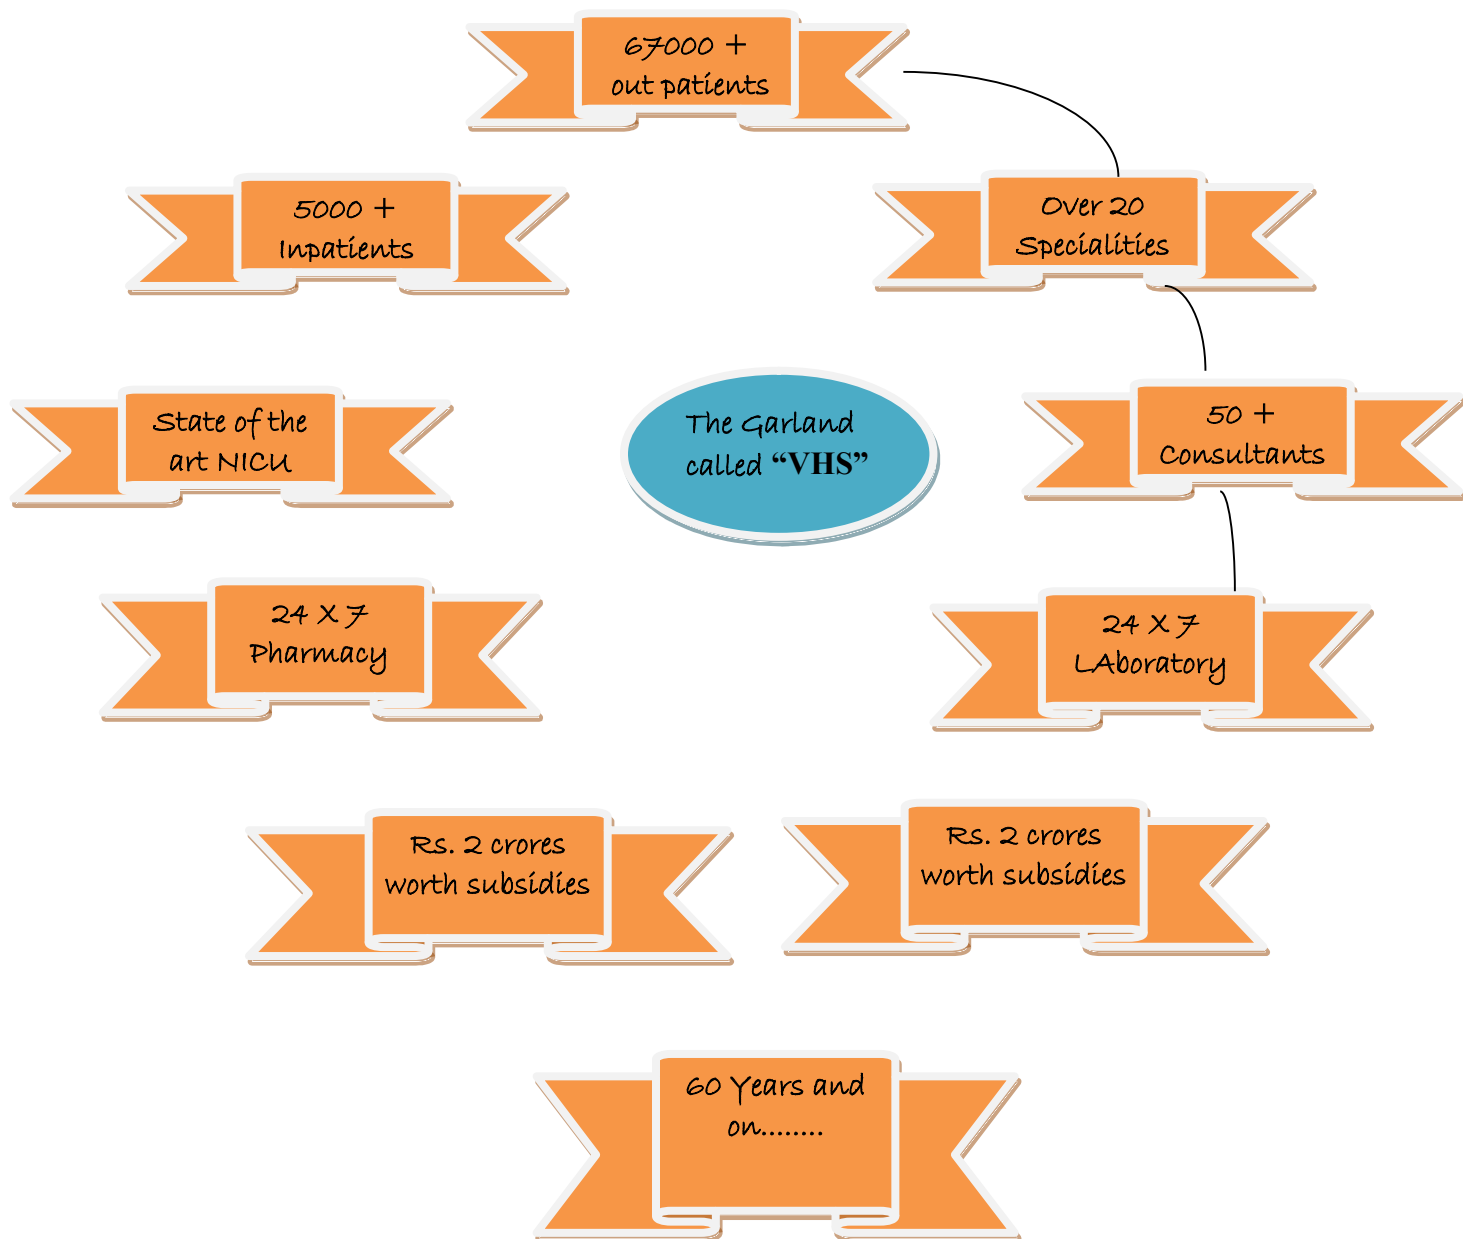 67000 +
out patients
5000 +
Inpatients
Over 20
Specialities
State of the
art NICU
The Garland
called “VHS”
50 +
Consultants
24 X 7
Pharmacy
24 X 7
LAboratory
Rs. 2 crores
worth subsidies
Rs. 2 crores
worth subsidies
60 Years and
on........